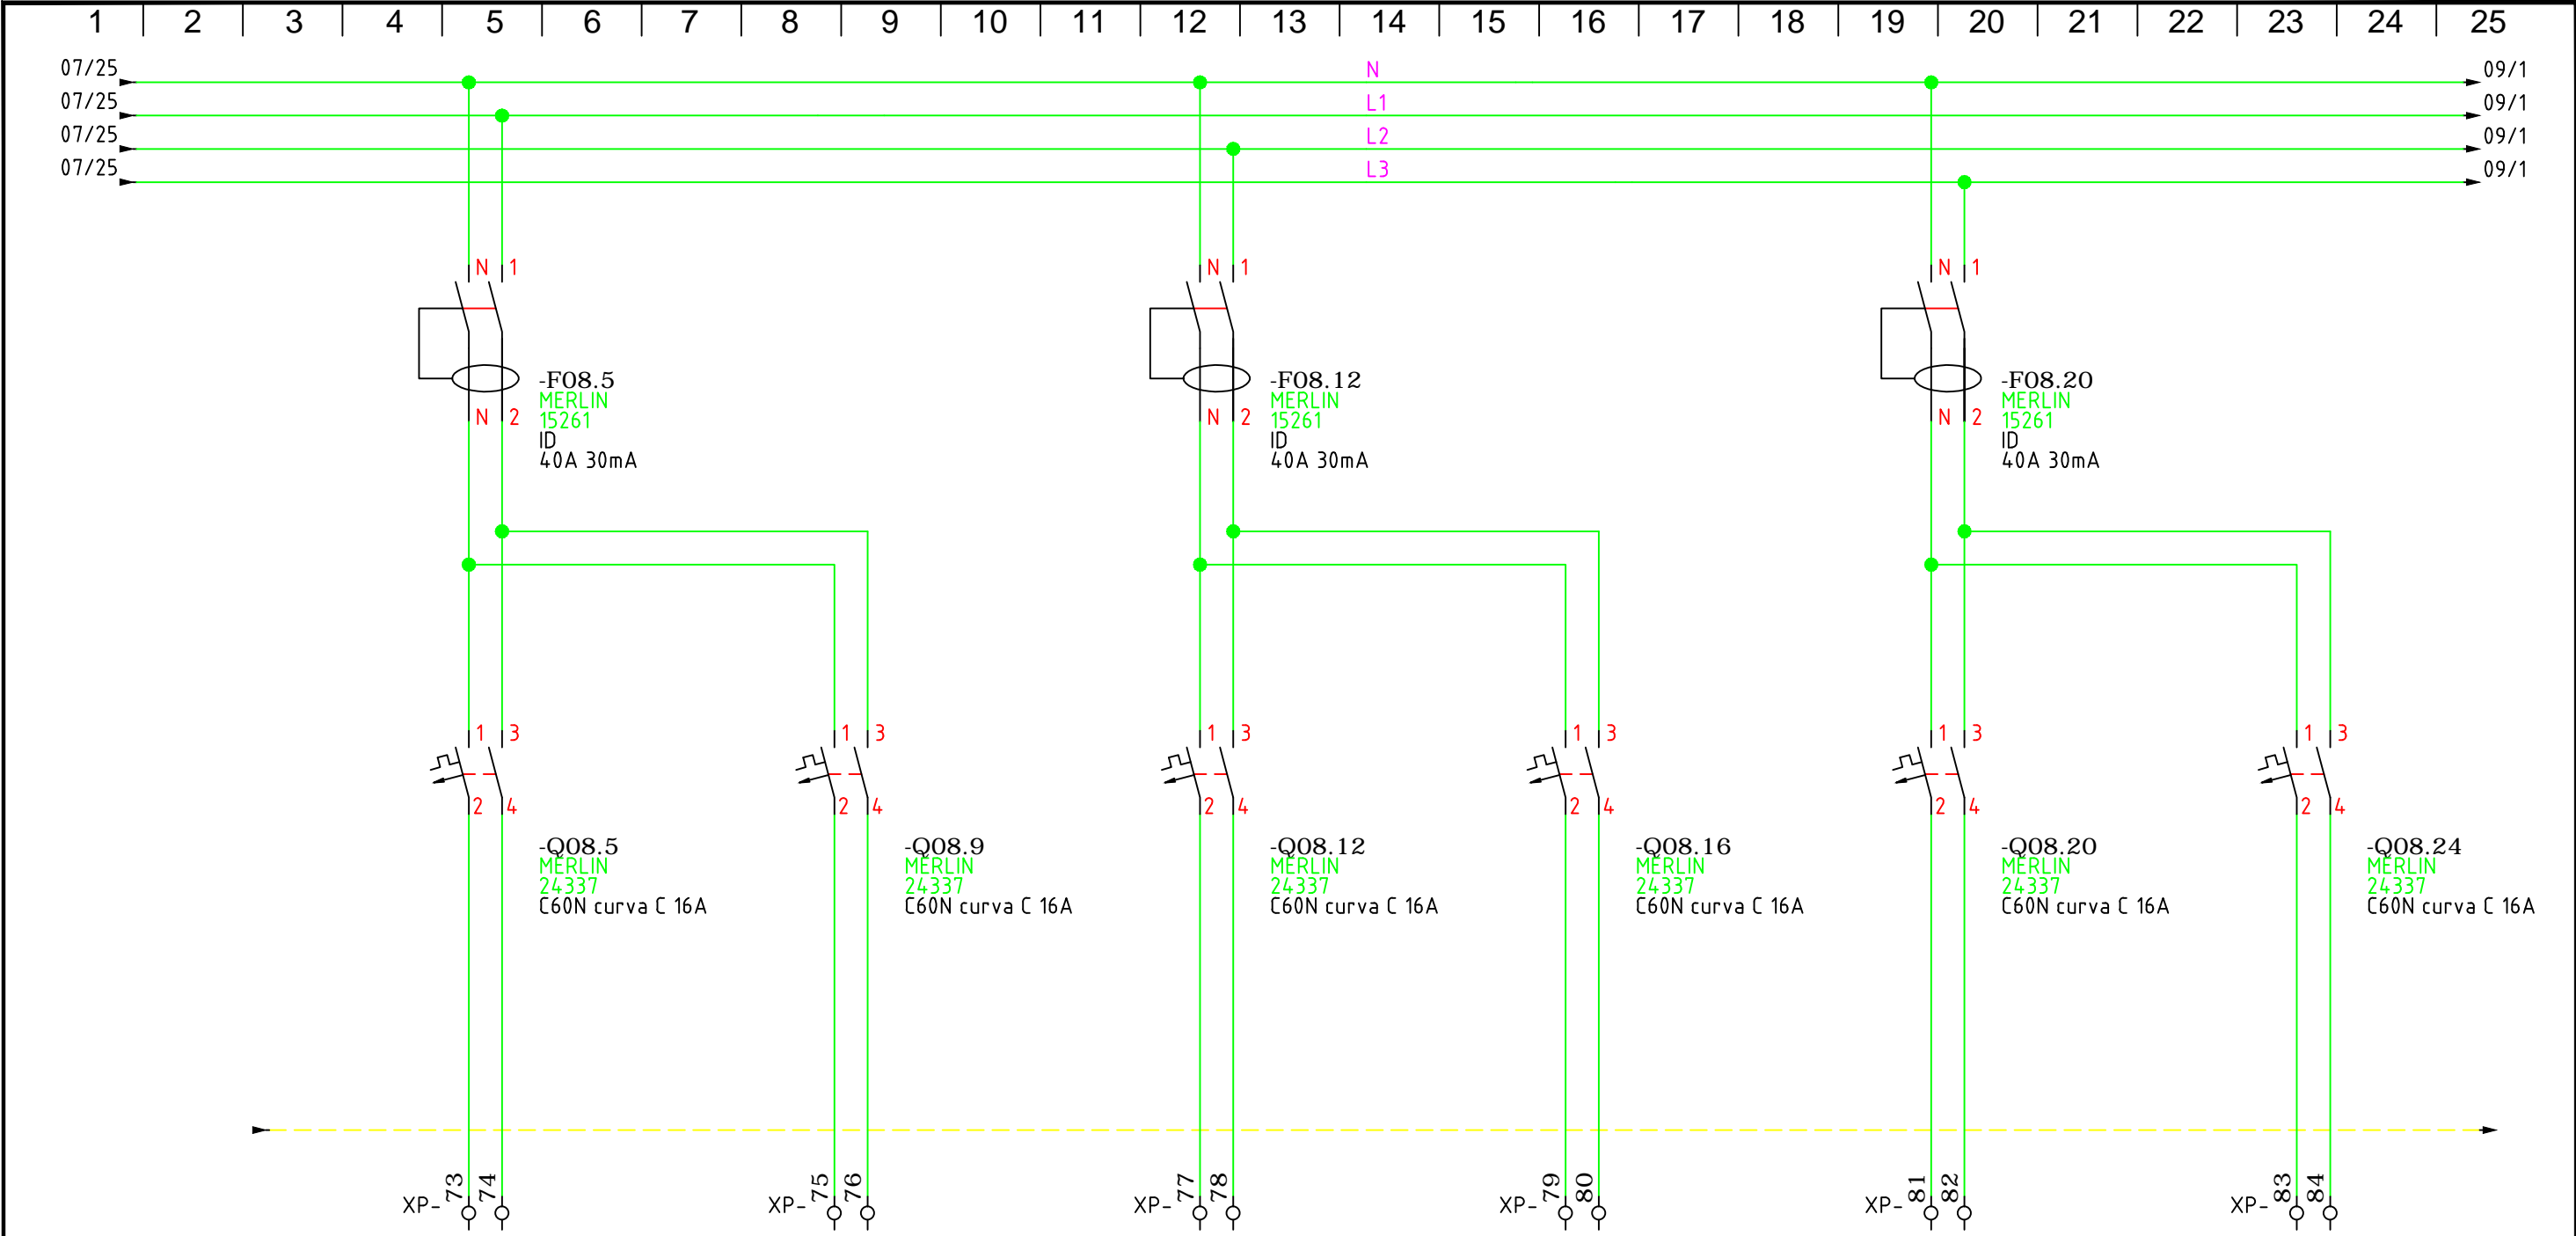 1 2 3 4 5 6 7 8 9 10 11 12 13 14 15 16 17 18 19 20 21 22 23 24 25
07/25 N 09/1
07/25 L1 09/1
07/25 L2 09/1
07/25 L3 09/1
N 1 N 1 N 1
-F08.5 -F08.12 -F08.20
MERLIN MERLIN MERLIN
N 2 15261 N 2 15261 N 2 15261
ID ID ID
40A 30mA 40A 30mA 40A 30mA
1 3 1 3 1 3 1 3 1 3 1 3
2 4 2 4 2 4 2 4 2 4 2 4
-Q08.5 -Q08.9 -Q08.12 -Q08.16 -Q08.20 -Q08.24
MERLIN MERLIN MERLIN MERLIN MERLIN MERLIN
24337 24337 24337 24337 24337 24337
C60N curva C 16A C60N curva C 16A C60N curva C 16A C60N curva C 16A C60N curva C 16A C60N curva C 16A
XP- 73 74 XP- 75 76 XP- 77 78 XP- 79 80 XP- 81 82 XP- 83 84